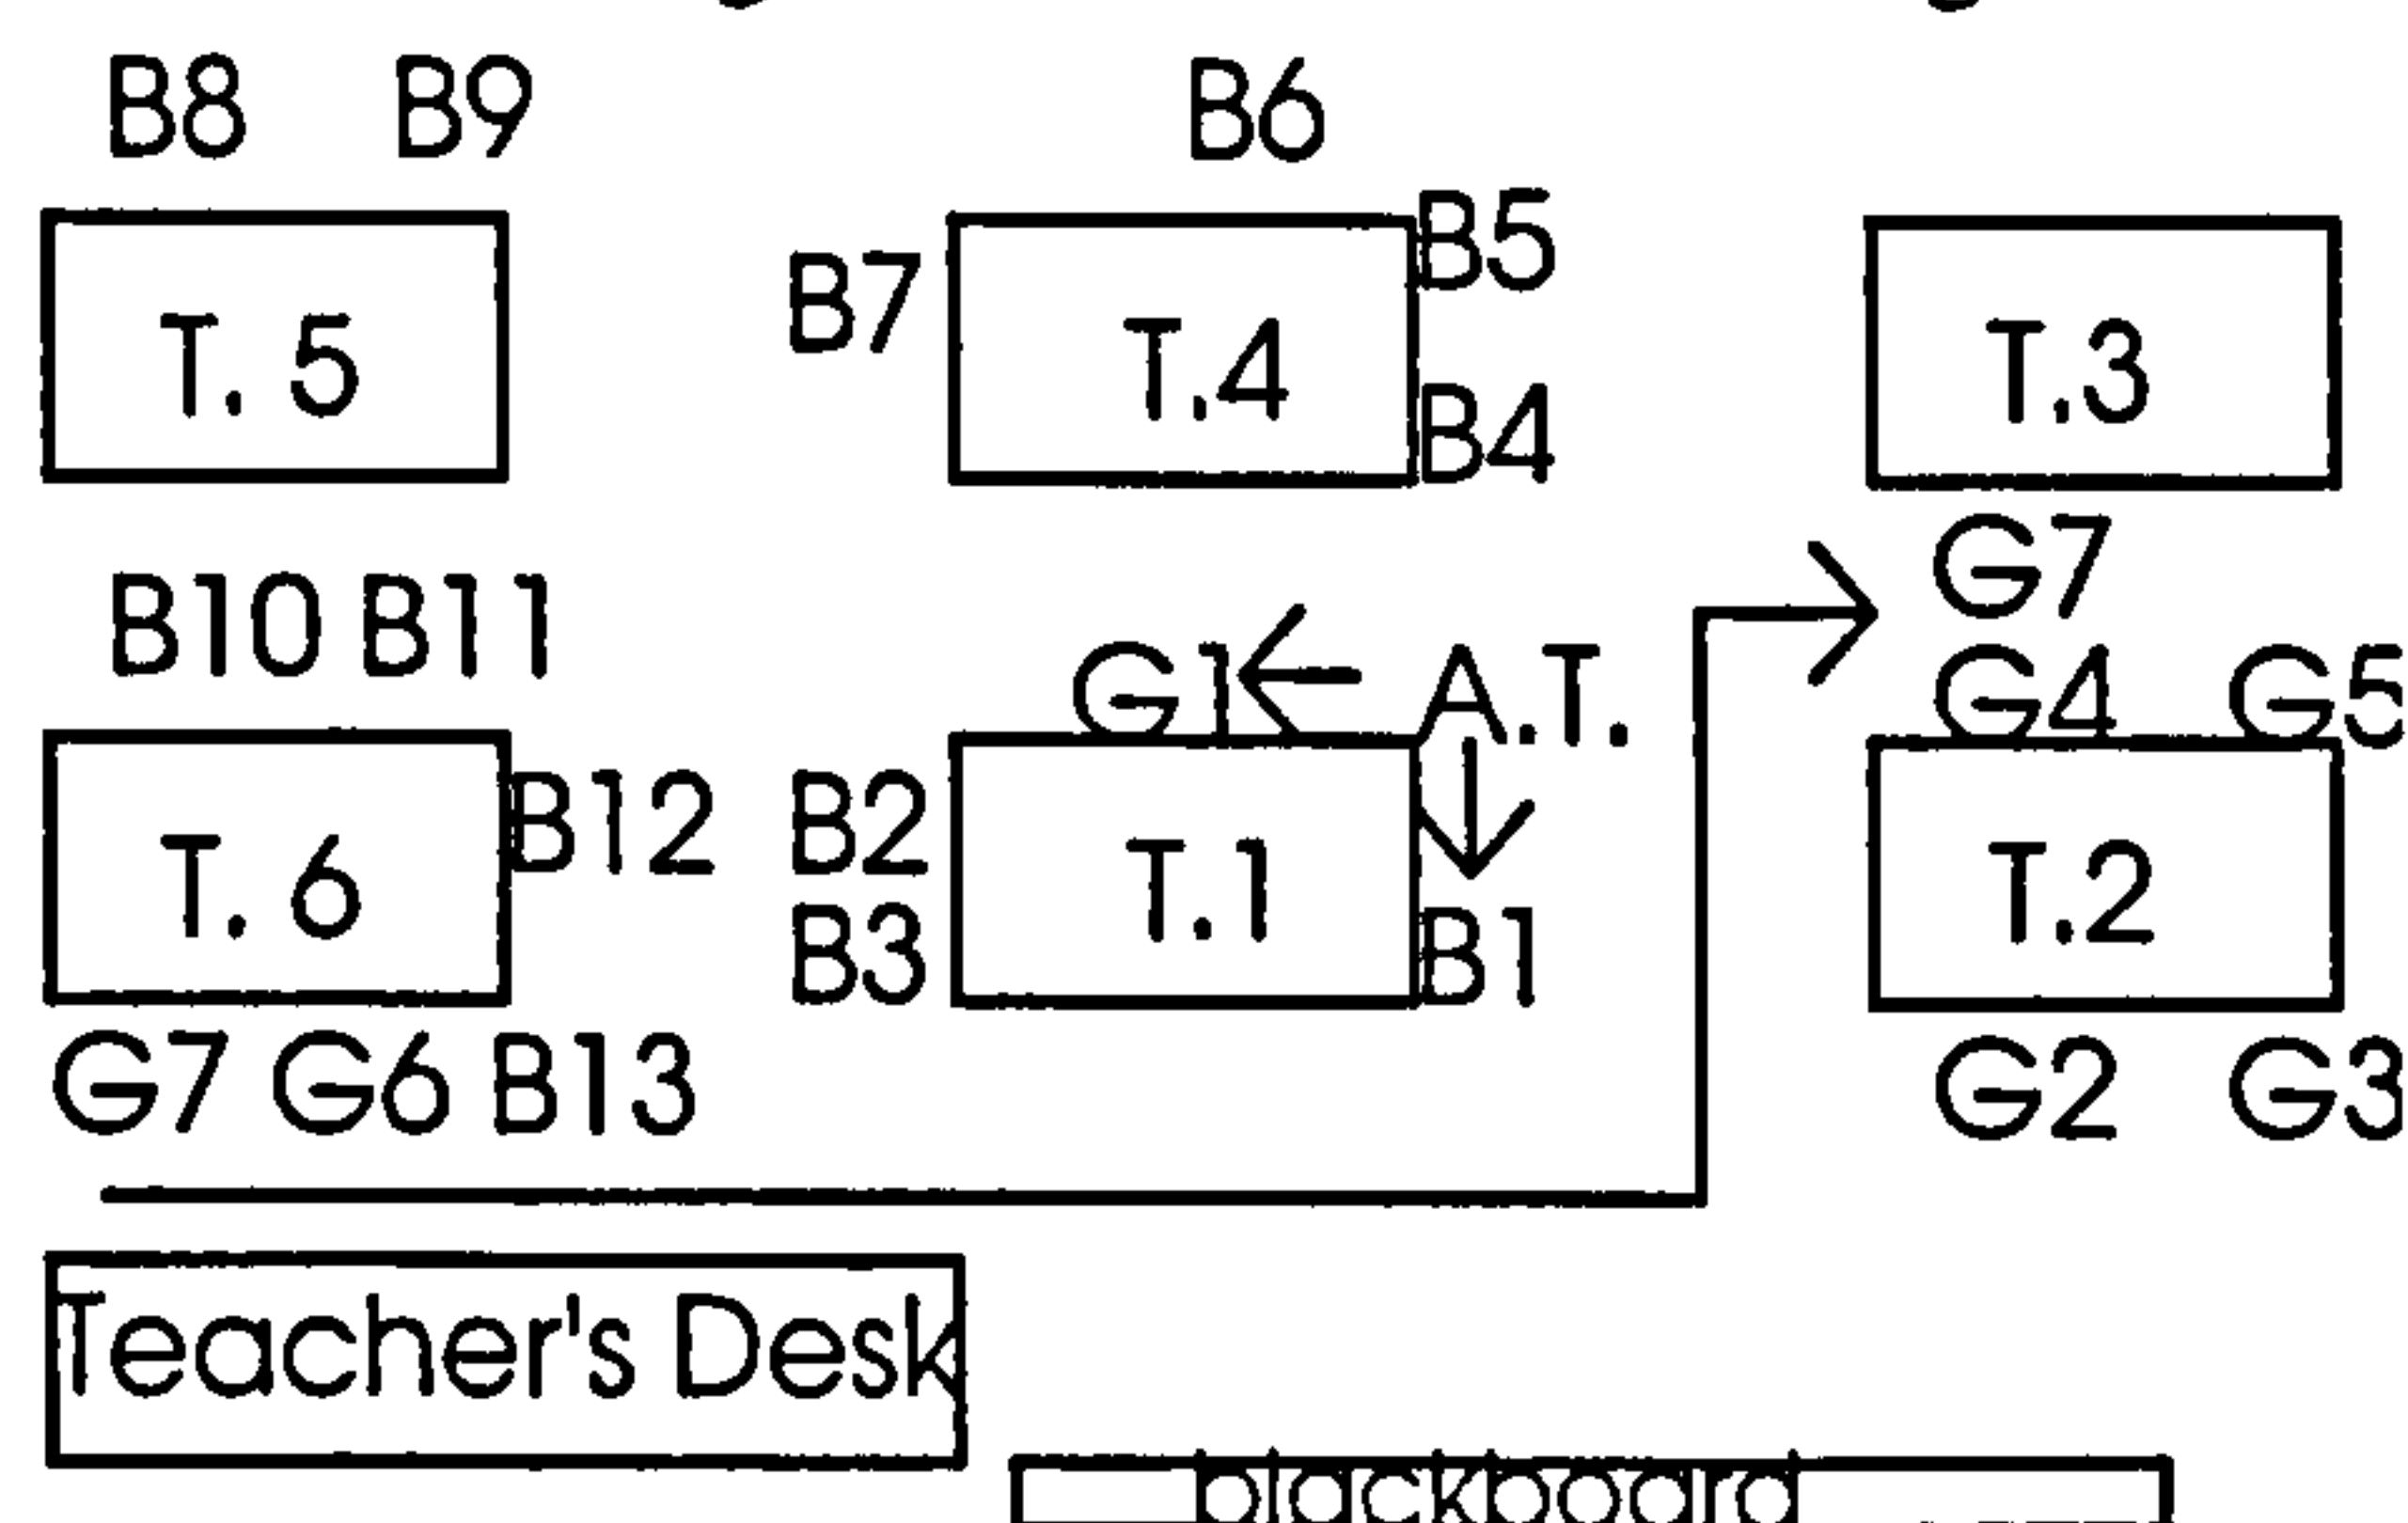 B8 B9 B6
B5
B7
T. 5 T.4 T.3
B4
G7
B10 B11
G1 A.T. G4 G5
B12 B2
T. 6 T.1 T.2
B3 B1
G7 G6 B13 G2 G3
Teacher's Desk
blackboard